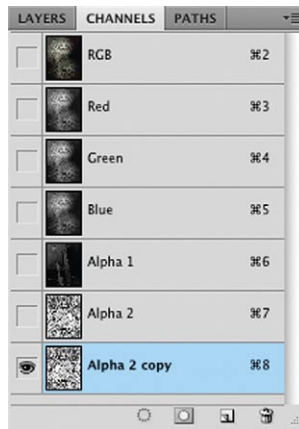 LAYERS CHANNELS PATHS
RGB ⌘2
Red ⌘3
Green ⌘4
Blue ⌘5
Alpha 1 ⌘6
Alpha 2 ⌘7
Alpha 2 copy ⌘8